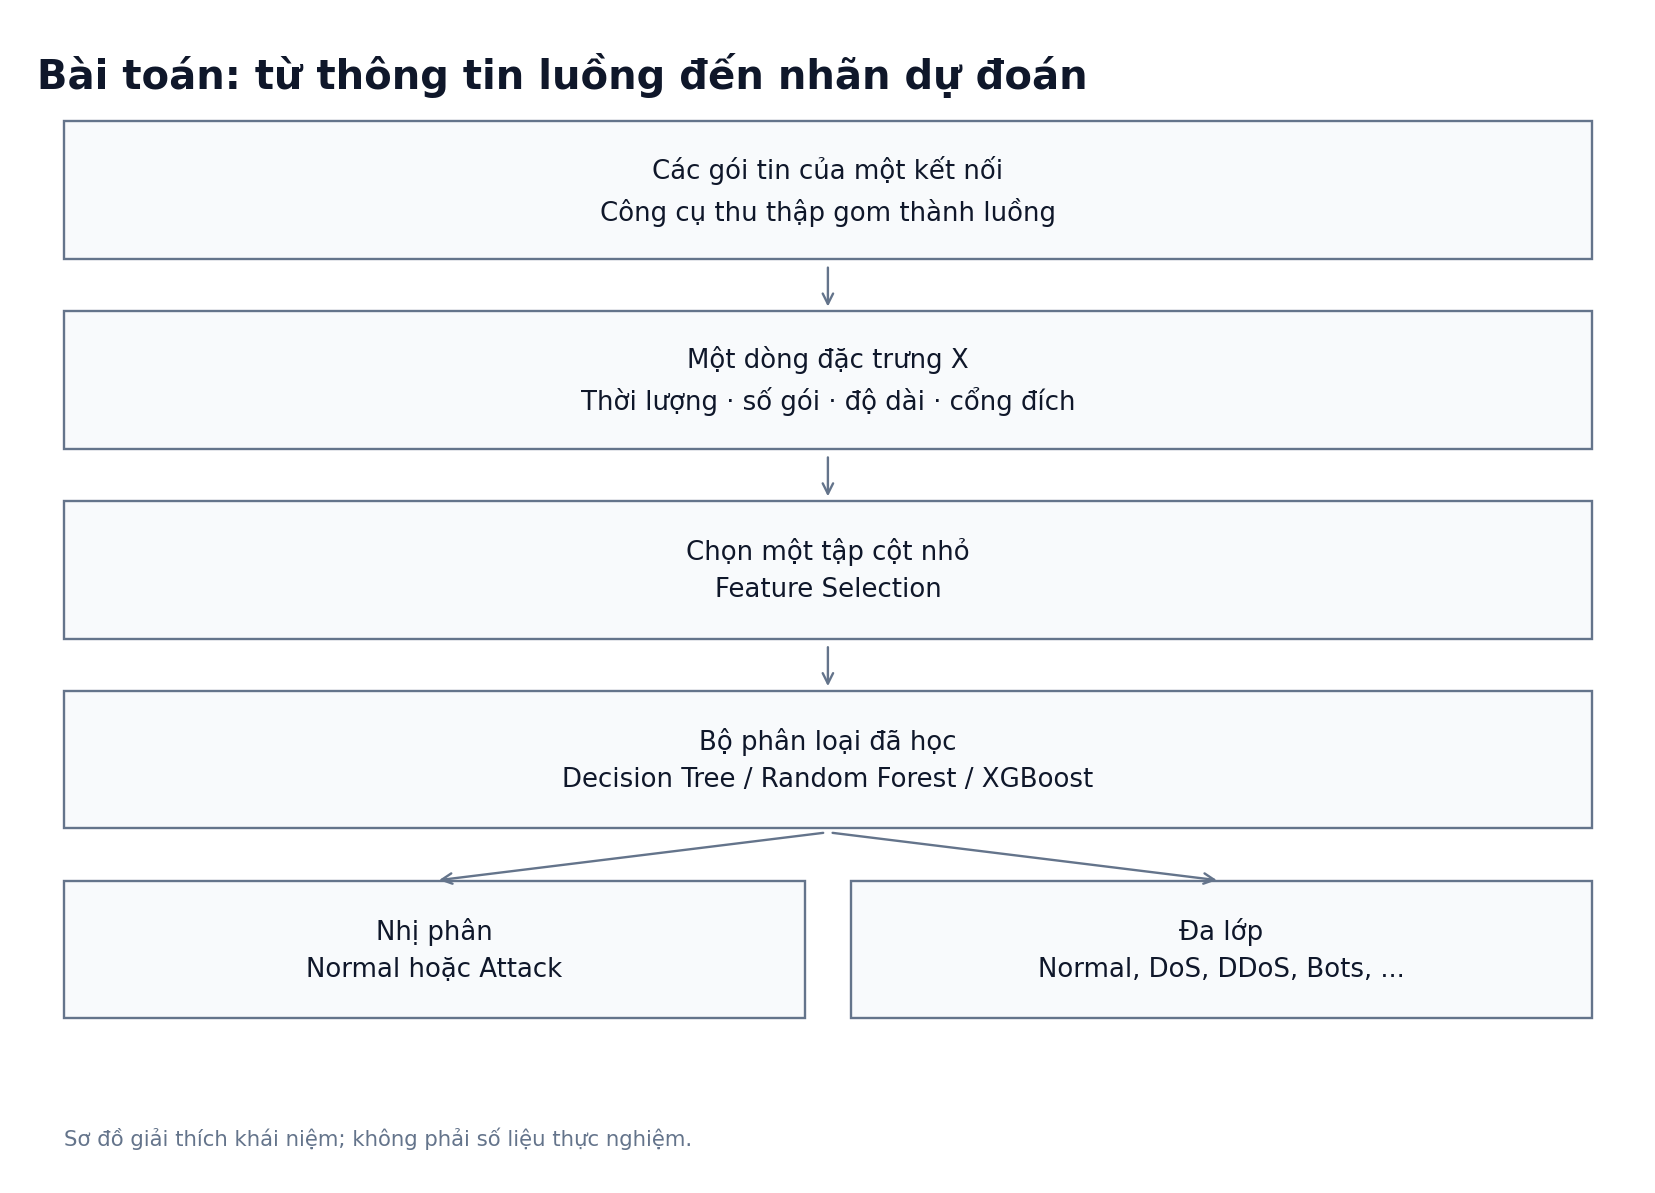 Bài toán: từ thông tin luồng đến nhãn dự đoán
Các gói tin của một kết nối
Công cụ thu thập gom thành luồng
Một dòng đặc trưng X
Thời lượng · số gói · độ dài · cổng đích
Chọn một tập cột nhỏ
Feature Selection
Bộ phân loại đã học
Decision Tree / Random Forest / XGBoost
Nhị phân
Normal hoặc Attack
Đa lớp
Normal, DoS, DDoS, Bots, ...
Sơ đồ giải thích khái niệm; không phải số liệu thực nghiệm.